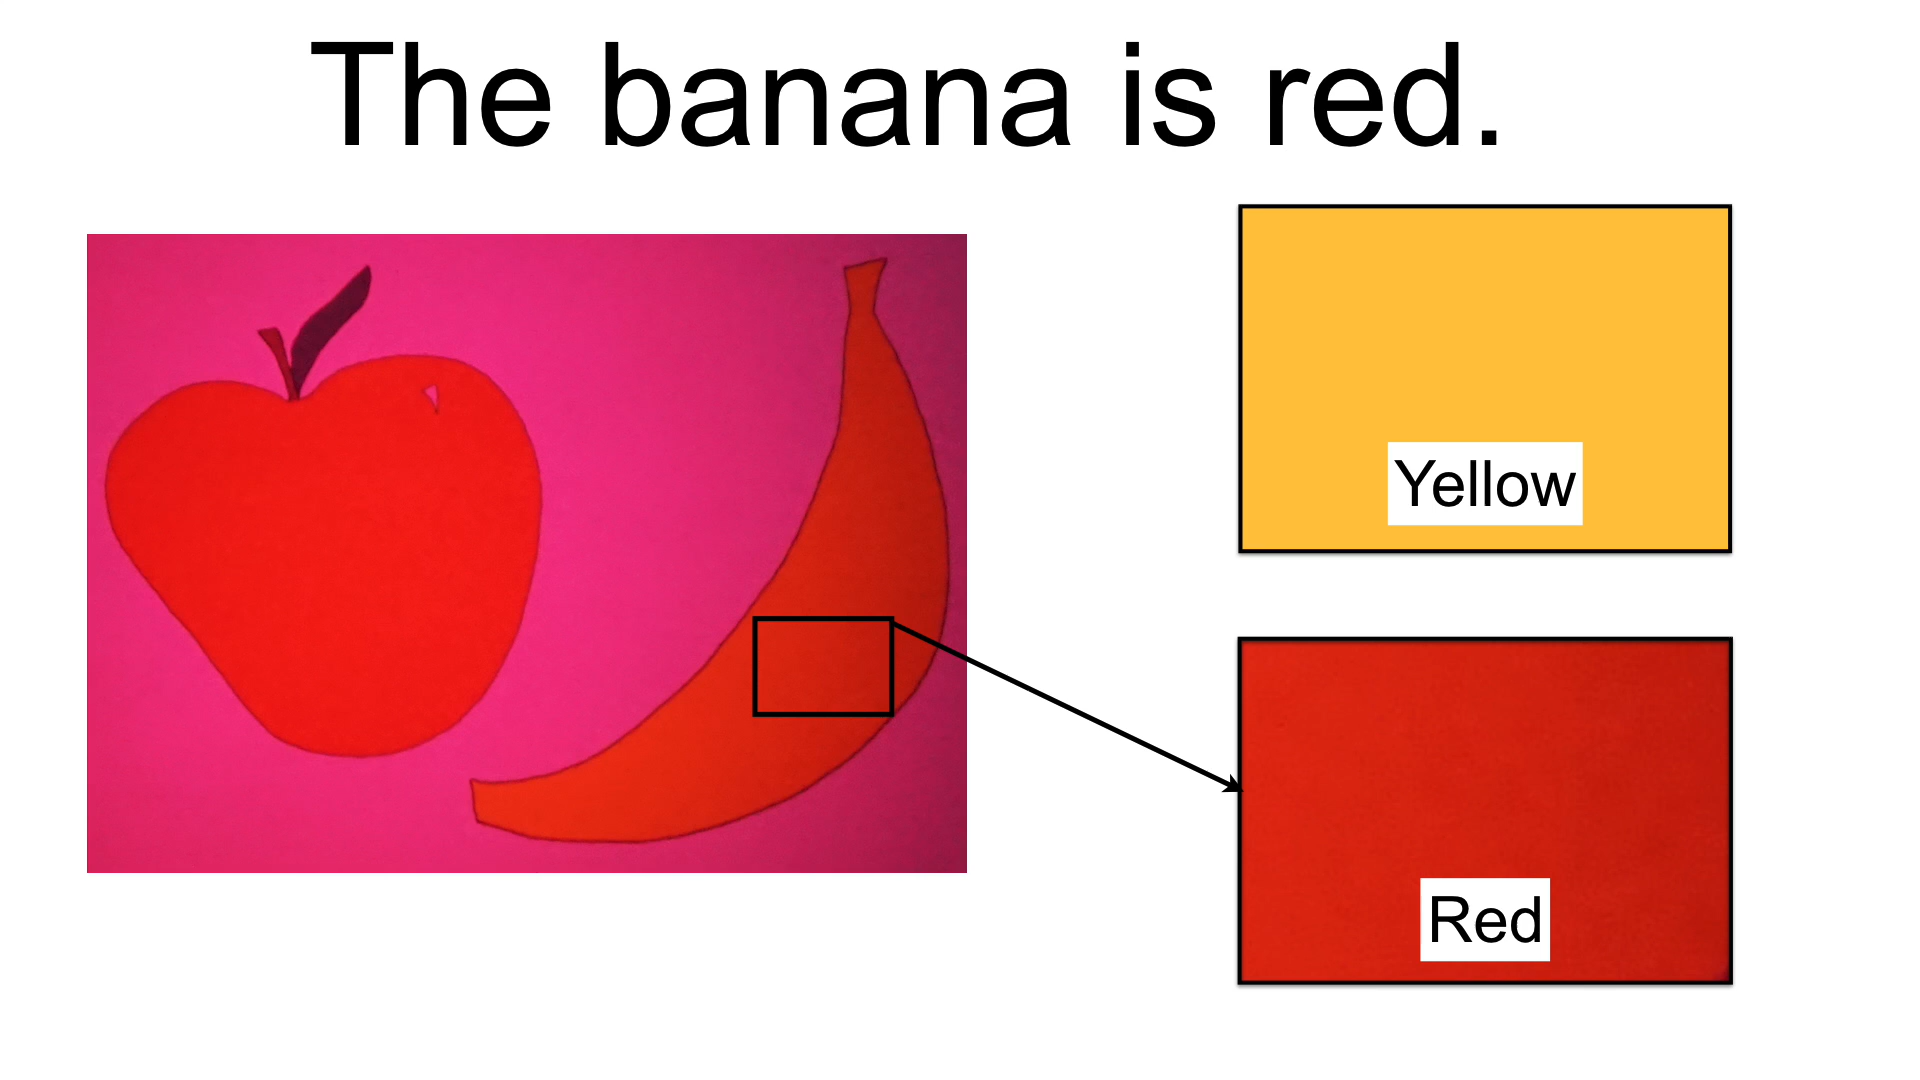 The banana is red.
Yellow
Red